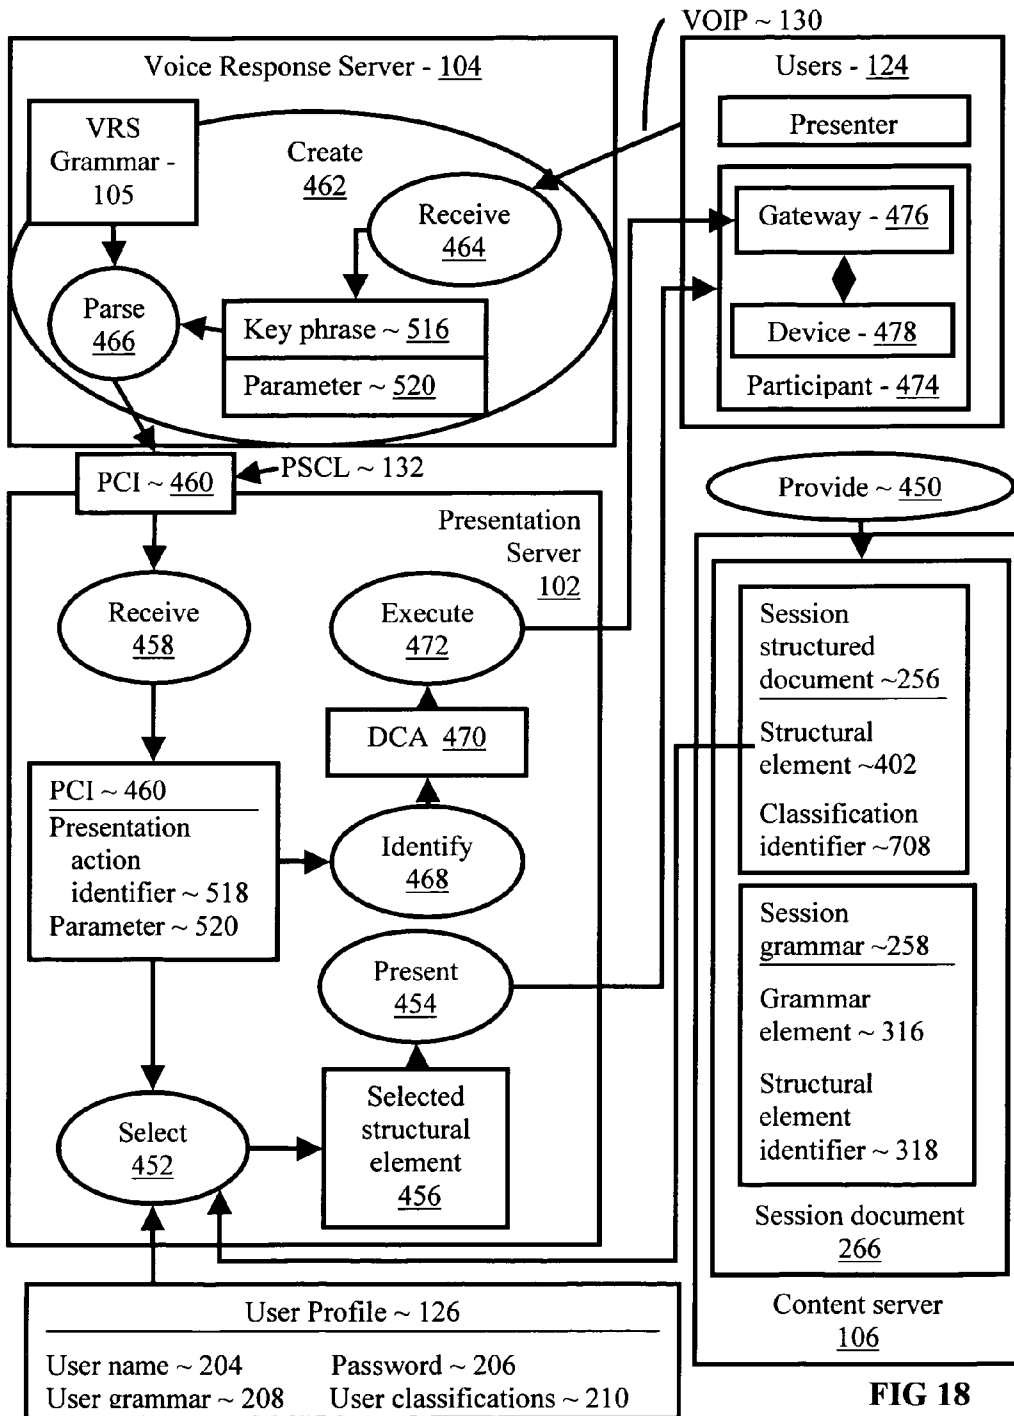 VOIP ~ 130
Voice Response Server - 104
VRS
Grammar -
105
Create
462
Receive
464
Parse
466
Key phrase ~ 516
Parameter ~ 520
Users - 124
Presenter
Gateway - 476
Device - 478
Participant - 474
PCI ~ 460
PSCL ~ 132
Presentation
Server
102
Receive
458
Execute
472
DCA 470
PCI ~ 460
Presentation
action
identifier ~ 518
Parameter ~ 520
Identify
468
Present
454
Select
452
Selected
structural
element
456
Provide ~ 450
Session
structured
document ~256
Structural
element ~402
Classification
identifier ~708
Session
grammar ~258
Grammar
element ~ 316
Structural
element
identifier ~ 318
Session document
266
Content server
106
User Profile ~ 126
User name ~ 204 Password ~ 206
User grammar ~ 208 User classifications ~ 210
FIG 18